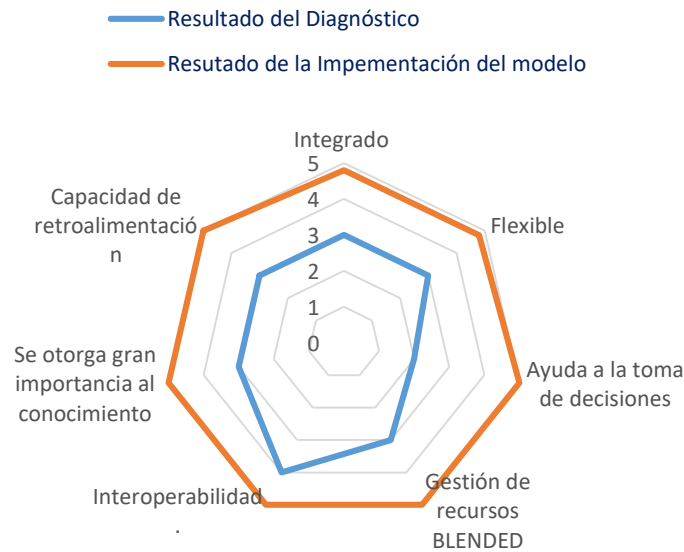 Resultado del Diagnóstico
Resutado de la Impementación del modelo
Integrado
5
4
3
2
1
0
Flexible
Ayuda a la toma
de decisiones
Gestión de
recursos
BLENDED
Interoperabilidad
.
Se otorga gran
importancia al
conocimiento
Capacidad de
retroalimentació
n